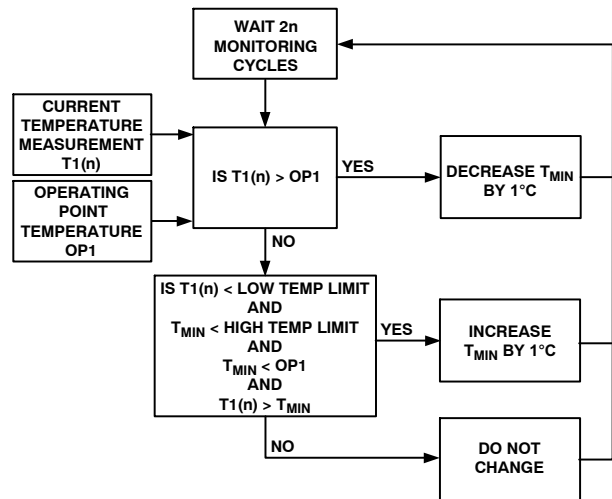 WAIT 2n
MONITORING
CYCLES
CURRENT
TEMPERATURE
MEASUREMENT
T1(n)
IS T1(n) > OP1
YES
DECREASE TMIN
BY 1°C
OPERATING
POINT
TEMPERATURE
OP1
NO
IS T1(n) < LOW TEMP LIMIT
AND
TMIN < HIGH TEMP LIMIT
AND
TMIN < OP1
AND
T1(n) > TMIN
YES
INCREASE
TMIN BY 1°C
NO
DO NOT
CHANGE